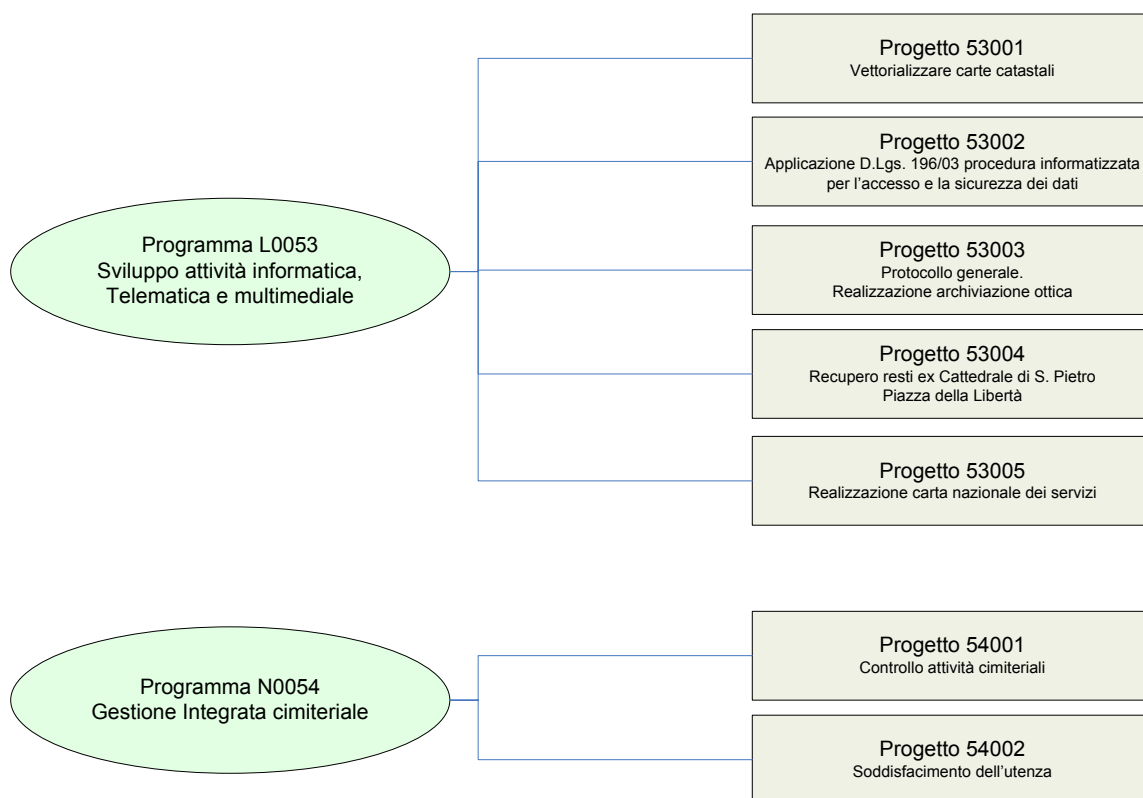 Progetto 53001
Vettorializzare carte catastali
Progetto 53002
Applicazione D.Lgs. 196/03 procedura informatizzata
per l’accesso e la sicurezza dei dati
Programma L0053
Sviluppo attività informatica,
Telematica e multimediale
Progetto 53003
Protocollo generale.
Realizzazione archiviazione ottica
Progetto 53004
Recupero resti ex Cattedrale di S. Pietro
Piazza della Libertà
Progetto 53005
Realizzazione carta nazionale dei servizi
Programma N0054
Gestione Integrata cimiteriale
Progetto 54001
Controllo attività cimiteriali
Progetto 54002
Soddisfacimento dell’utenza